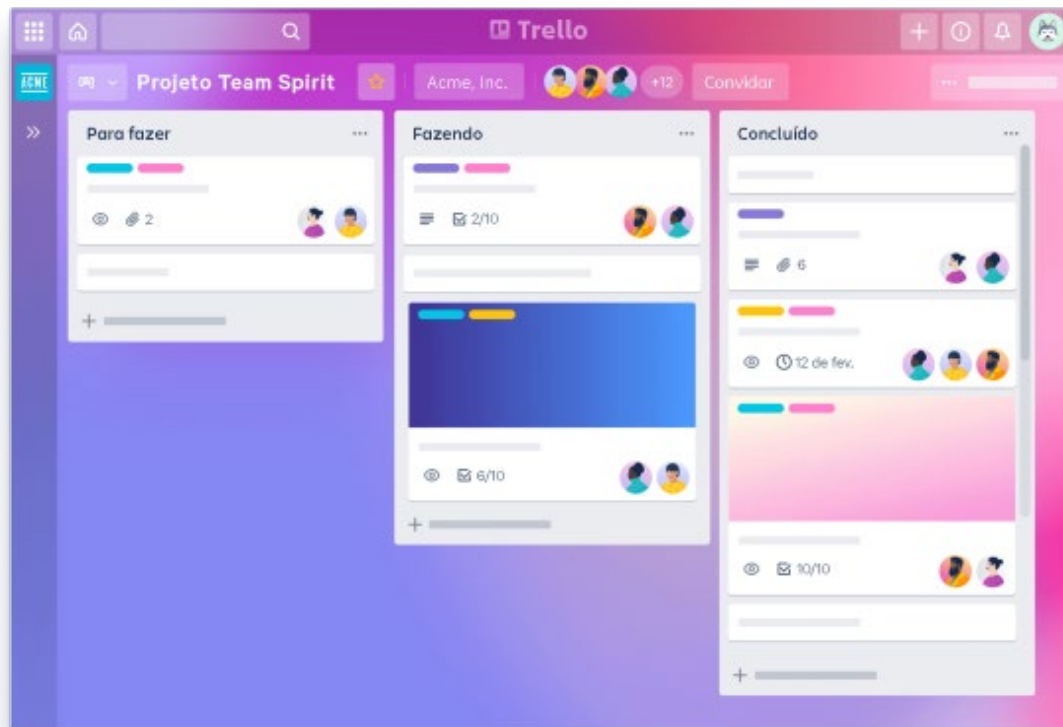 Trello
ACME
Projeto Team Spirit
Acme, Inc.
+12
Convidar
Para fazer
2
Fazendo
2/10
6/10
Concluído
6
12 de fev.
10/10